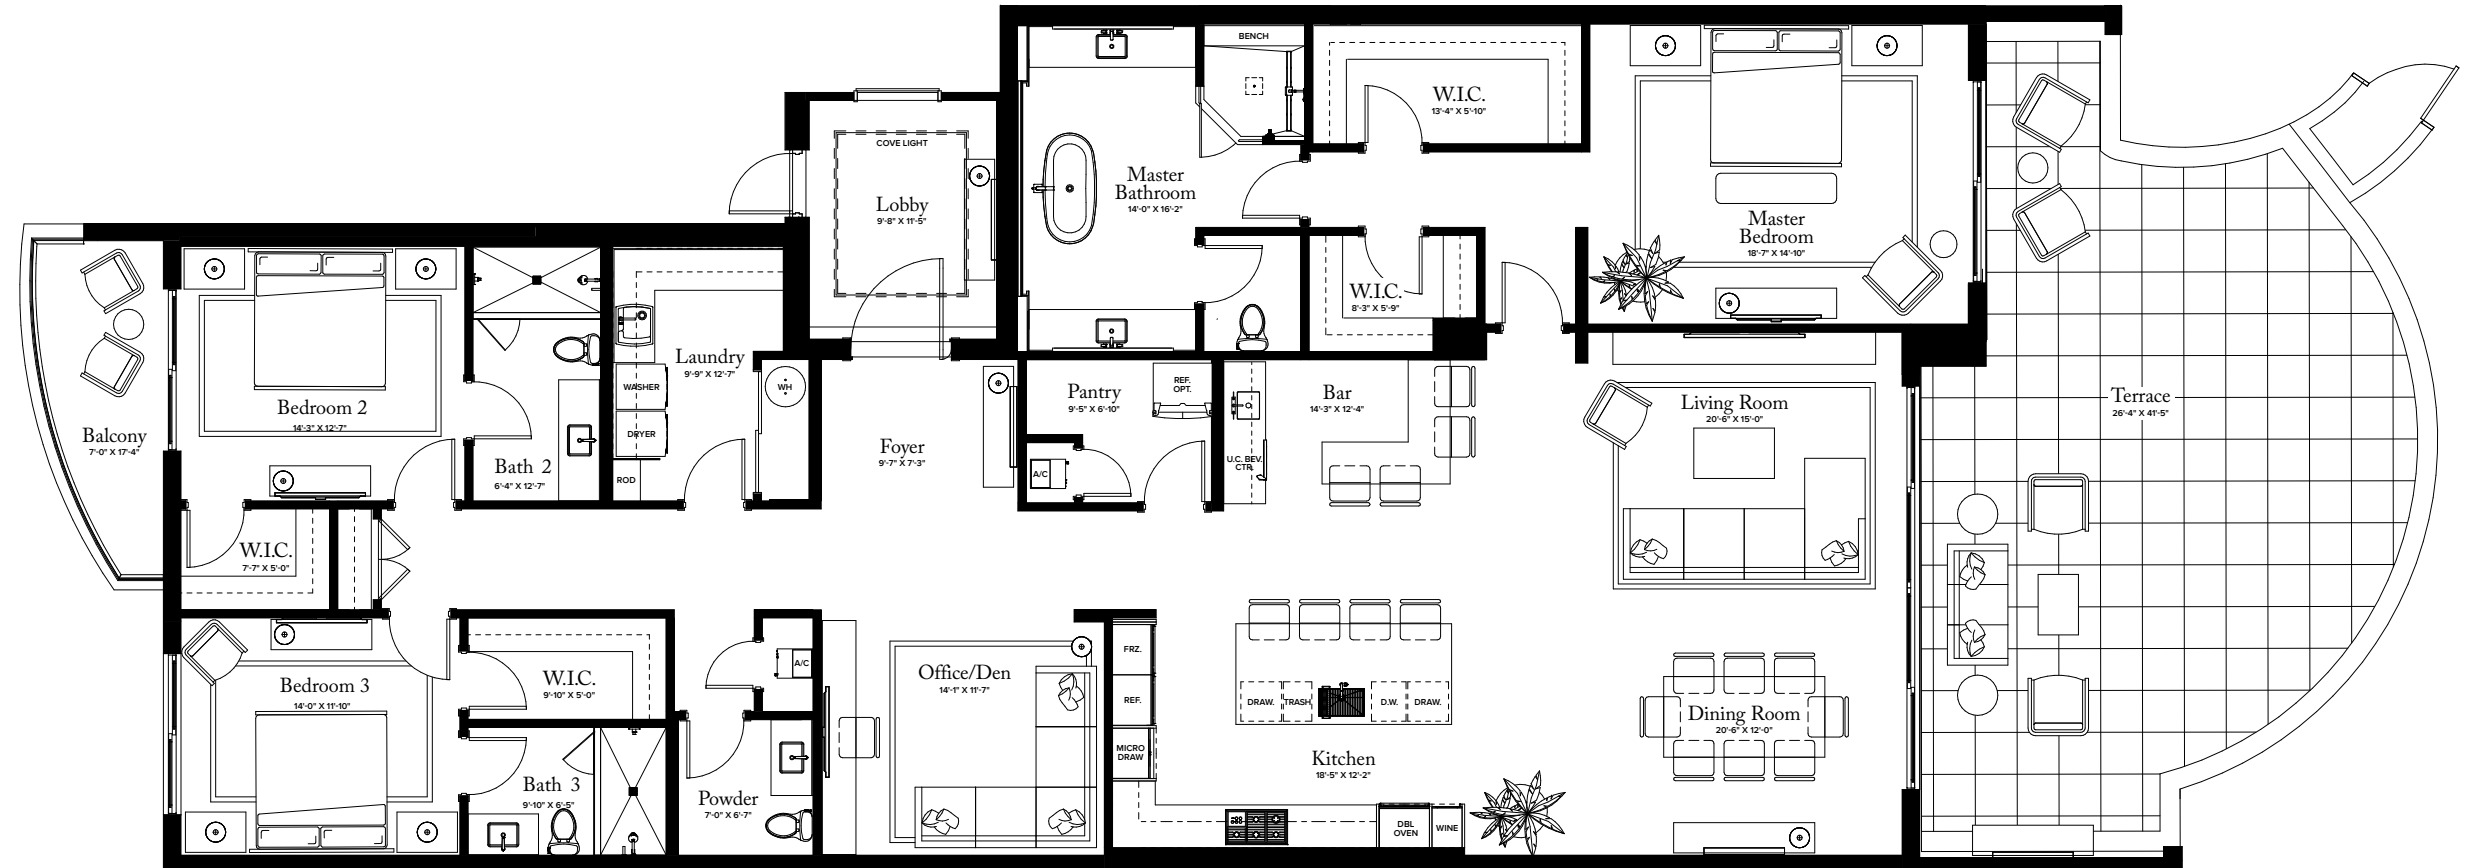 BENCH
W.I.C.
13'-4" X 5'-10"
COVE LIGHT
Lobby
9'-8" X 11'-5"
Master
Bathroom
14'-0" X 16'-2"
Master
Bedroom
18'-7" X 14'-10"
W.I.C.
8'-3" X 5'-9"
Laundry
9'-9" X 12'-7"
WASHER
DRYER
ROD
WH
Bedroom 2
14'-3" X 12'-7"
Balcony
7'-0" X 17'-4"
Bath 2
6'-4" X 12'-7"
Foyer
9'-7" X 7'-3"
Pantry
9'-5" X 6'-10"
REF.
OPT.
A/C
Bar
14'-3" X 12'-4"
U.C. BEV.
CTR.
Living Room
20'-6" X 15'-0"
Terrace
26'-4" X 41'-5"
W.I.C.
7'-7" X 5'-0"
Bedroom 3
14'-0" X 11'-10"
W.I.C.
9'-10" X 5'-0"
A/C
Office/Den
14'-1" X 11'-7"
FRZ.
REF.
MICRO
DRAW
DRAW.
TRASH
D.W.
DRAW.
Dining Room
20'-6" X 12'-0"
Kitchen
18'-5" X 12'-2"
Bath 3
9'-10" X 6'-5"
Powder
7'-0" X 6'-7"
DBL
OVEN
WINE